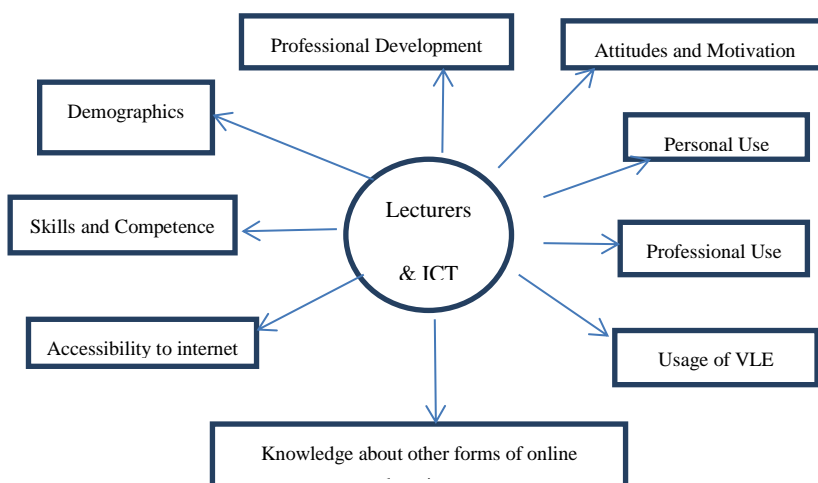 Professional Development
Attitudes and Motivation
Demographics
Personal Use
Lecturers
& ICT
Skills and Competence
Professional Use
Accessibility to internet
Usage of VLE
Knowledge about other forms of online